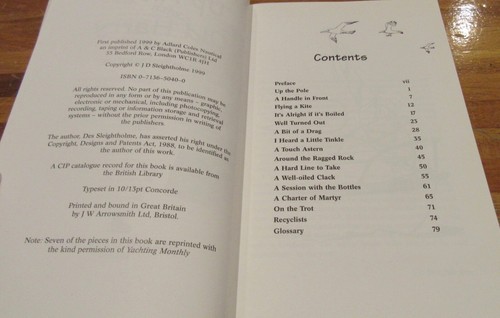 First published 1999 by Adlard Coles Nautical
an imprint of A & C Black (Publishers) Ltd
35 Bedford Row, London WC1R 4JH
Copyright © J D Sleightholme 1999
ISBN 0-7136-5040-0
All rights reserved. No part of this publication may be
reproduced in any form or by any means – graphic,
electronic or mechanical, including photocopying,
recording, taping or information storage and retrieval
systems – without the prior permission in writing of
the publishers
The author, Des Sleightholme, has asserted his right under the
Copyright, Designs and Patents Act, 1988, to be identified as
the author of this work.
A CIP catalogue record for this book is available from
the British Library
Typeset in 10/13pt Concorde
Printed and bound in Great Britain
by J W Arrowsmith Ltd, Bristol.
Note: Seven of the pieces in this book are reprinted with
the kind permission of Yachting Monthly
Contents
Preface vii
Up the Pole 1
A Handle in Front 7
Flying a Kite 12
It's Alright if it's Boiled 17
Well Turned Out 23
A Bit of a Drag 28
I Heard a Little Tinkle 35
A Touch Astern 40
Around the Ragged Rock 45
A Hard Line to Take 50
A Well-oiled Clack 55
A Session with the Bottles 61
A Charter of Martyr 65
On the Trot 71
Recyclists 74
Glossary 79